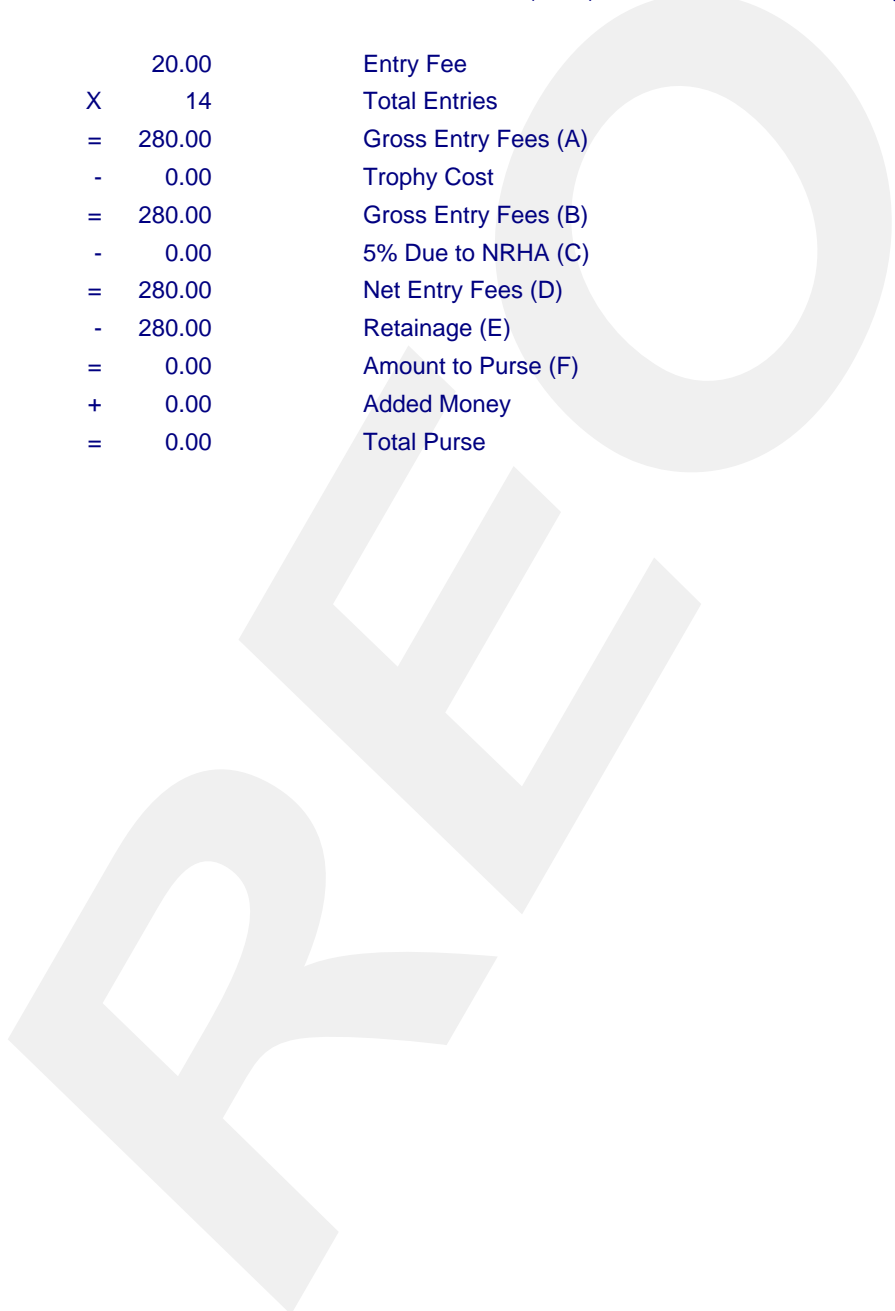 20.00 Entry Fee
X 14 Total Entries
= 280.00 Gross Entry Fees (A)
- 0.00 Trophy Cost
= 280.00 Gross Entry Fees (B)
- 0.00 5% Due to NRHA (C)
= 280.00 Net Entry Fees (D)
- 280.00 Retainage (E)
= 0.00 Amount to Purse (F)
+ 0.00 Added Money
= 0.00 Total Purse
REO